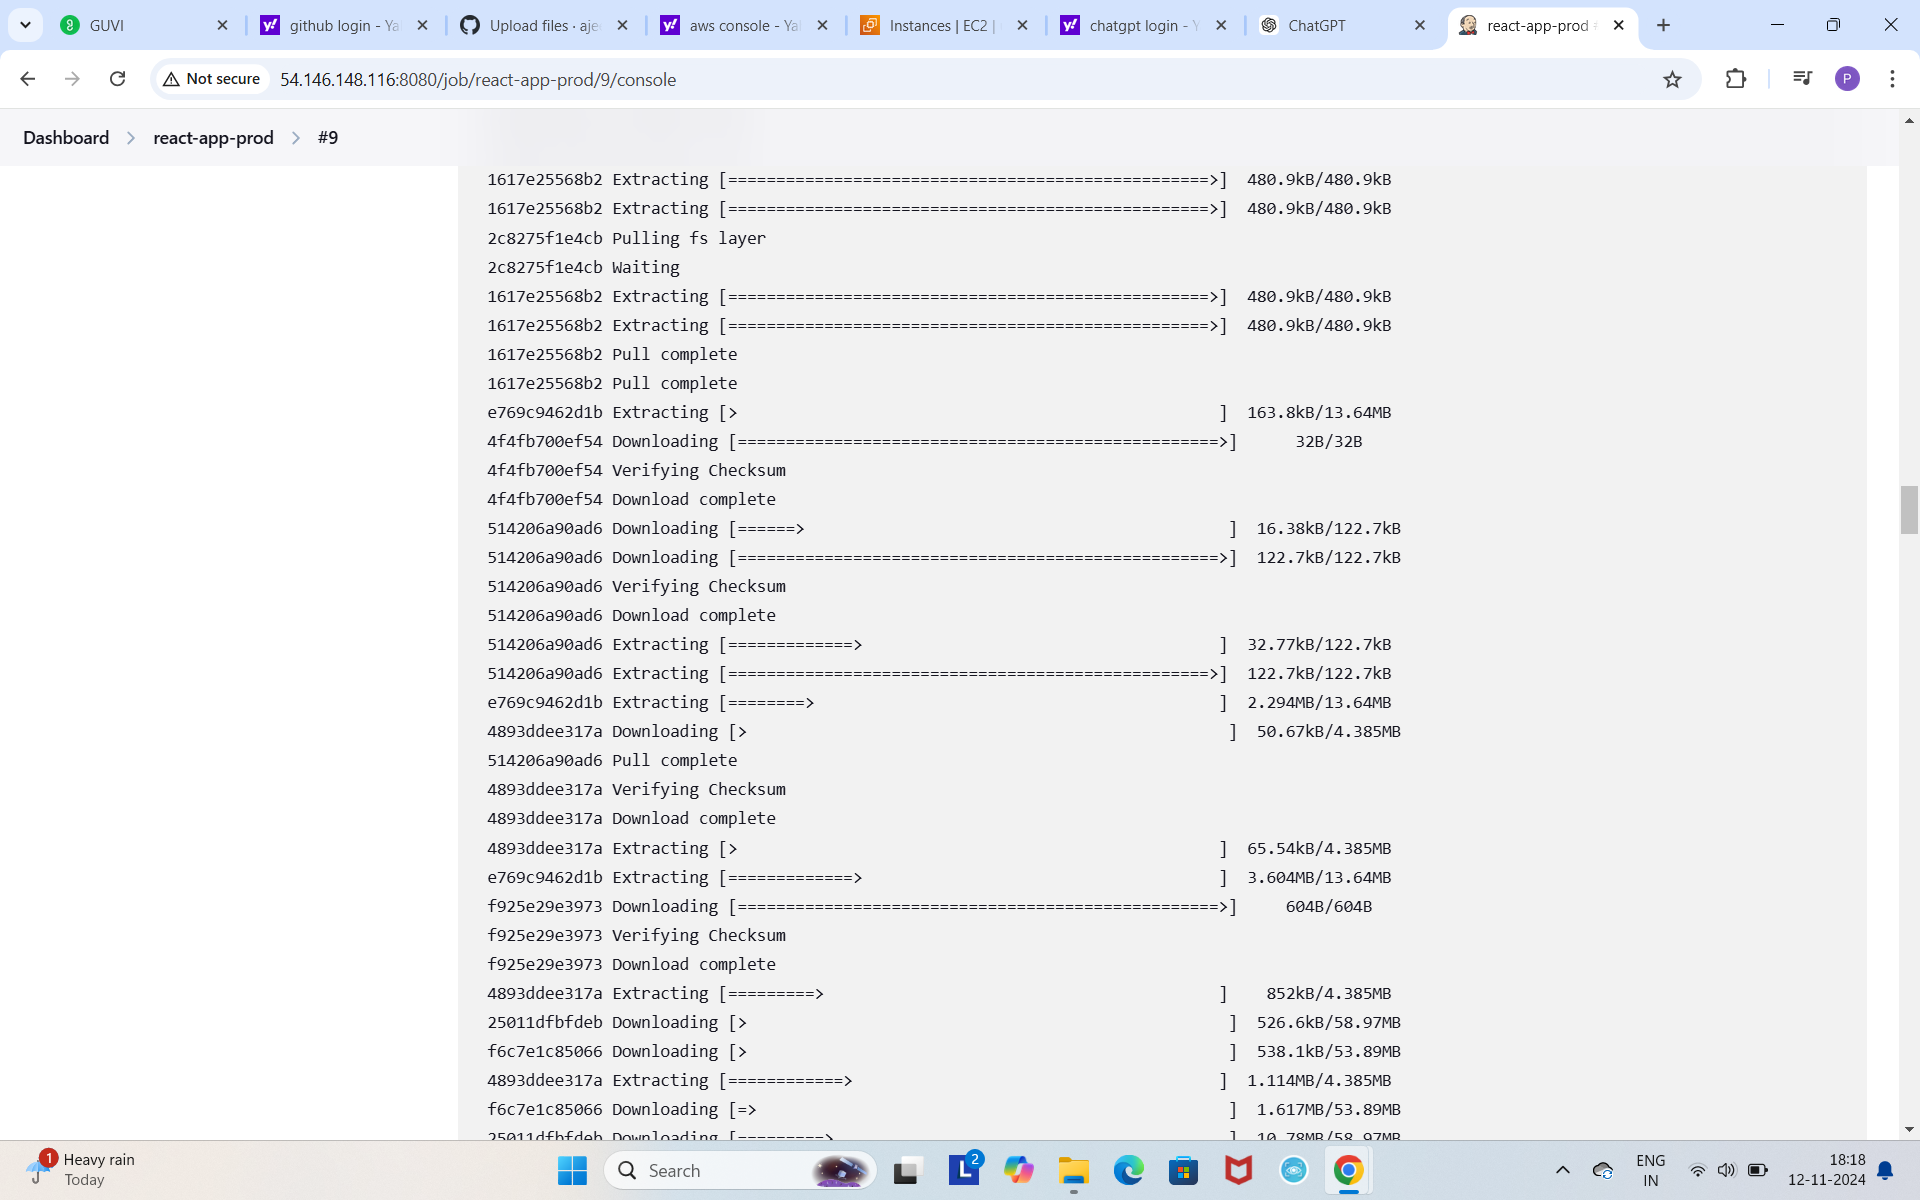 GUVI
github login - Ya
Upload files · aje
aws console - Ya
Instances | EC2 |
chatgpt login - Y
ChatGPT
react-app-prod
Not secure
54.146.148.116:8080/job/react-app-prod/9/console
P
Dashboard
react-app-prod
#9
1617e25568b2 Extracting [==================================================>]  480.9kB/480.9kB
1617e25568b2 Extracting [==================================================>]  480.9kB/480.9kB
2c8275f1e4cb Pulling fs layer
2c8275f1e4cb Waiting
1617e25568b2 Extracting [==================================================>]  480.9kB/480.9kB
1617e25568b2 Extracting [==================================================>]  480.9kB/480.9kB
1617e25568b2 Pull complete
1617e25568b2 Pull complete
e769c9462d1b Extracting [>                                                  ]  163.8kB/13.64MB
4f4fb700ef54 Downloading [==================================================>]      32B/32B
4f4fb700ef54 Verifying Checksum
4f4fb700ef54 Download complete
514206a90ad6 Downloading [======>                                            ]  16.38kB/122.7kB
514206a90ad6 Downloading [==================================================>]  122.7kB/122.7kB
514206a90ad6 Verifying Checksum
514206a90ad6 Download complete
514206a90ad6 Extracting [=============>                                     ]  32.77kB/122.7kB
514206a90ad6 Extracting [==================================================>]  122.7kB/122.7kB
e769c9462d1b Extracting [========>                                          ]  2.294MB/13.64MB
4893ddee317a Downloading [>                                                  ]  50.67kB/4.385MB
514206a90ad6 Pull complete
4893ddee317a Verifying Checksum
4893ddee317a Download complete
4893ddee317a Extracting [>                                                  ]  65.54kB/4.385MB
e769c9462d1b Extracting [=============>                                     ]  3.604MB/13.64MB
f925e29e3973 Downloading [==================================================>]     604B/604B
f925e29e3973 Verifying Checksum
f925e29e3973 Download complete
4893ddee317a Extracting [=========>                                         ]    852kB/4.385MB
25011dfbfdeb Downloading [>                                                  ]  526.6kB/58.97MB
f6c7e1c85066 Downloading [>                                                  ]  538.1kB/53.89MB
4893ddee317a Extracting [============>                                      ]  1.114MB/4.385MB
f6c7e1c85066 Downloading [=>                                                 ]  1.617MB/53.89MB
25011dfbfdeb Downloading [=========>                                         ]  10.78MB/58.97MB
1
Heavy rain
Today
Search
L
2
ENG
IN
18:18
12-11-2024